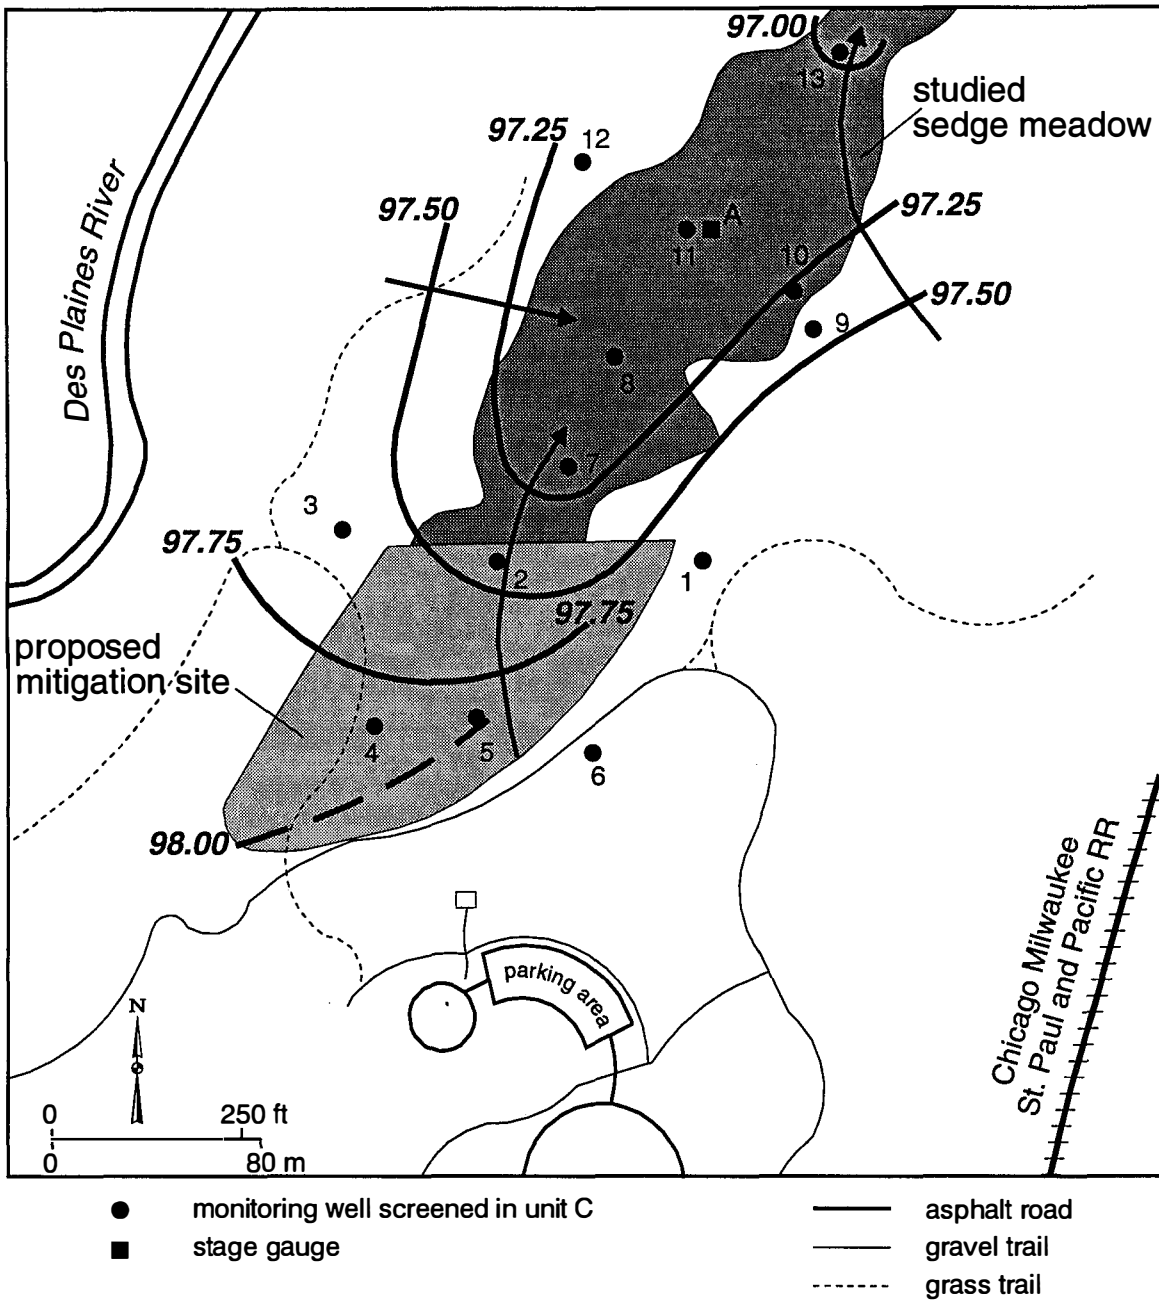 97.00
13
studied
sedge meadow
97.25
12
Des Plaines River
97.50
A
11
97.25
10
97.50
9
8
7
3
97.75
2
1
97.75
proposed
mitigation site
4
5
6
98.00
parking area
Chicago Milwaukee
St. Paul and Pacific RR
N
0 250 ft
0 80 m
monitoring well screened in unit C
stage gauge
asphalt road
gravel trail
grass trail